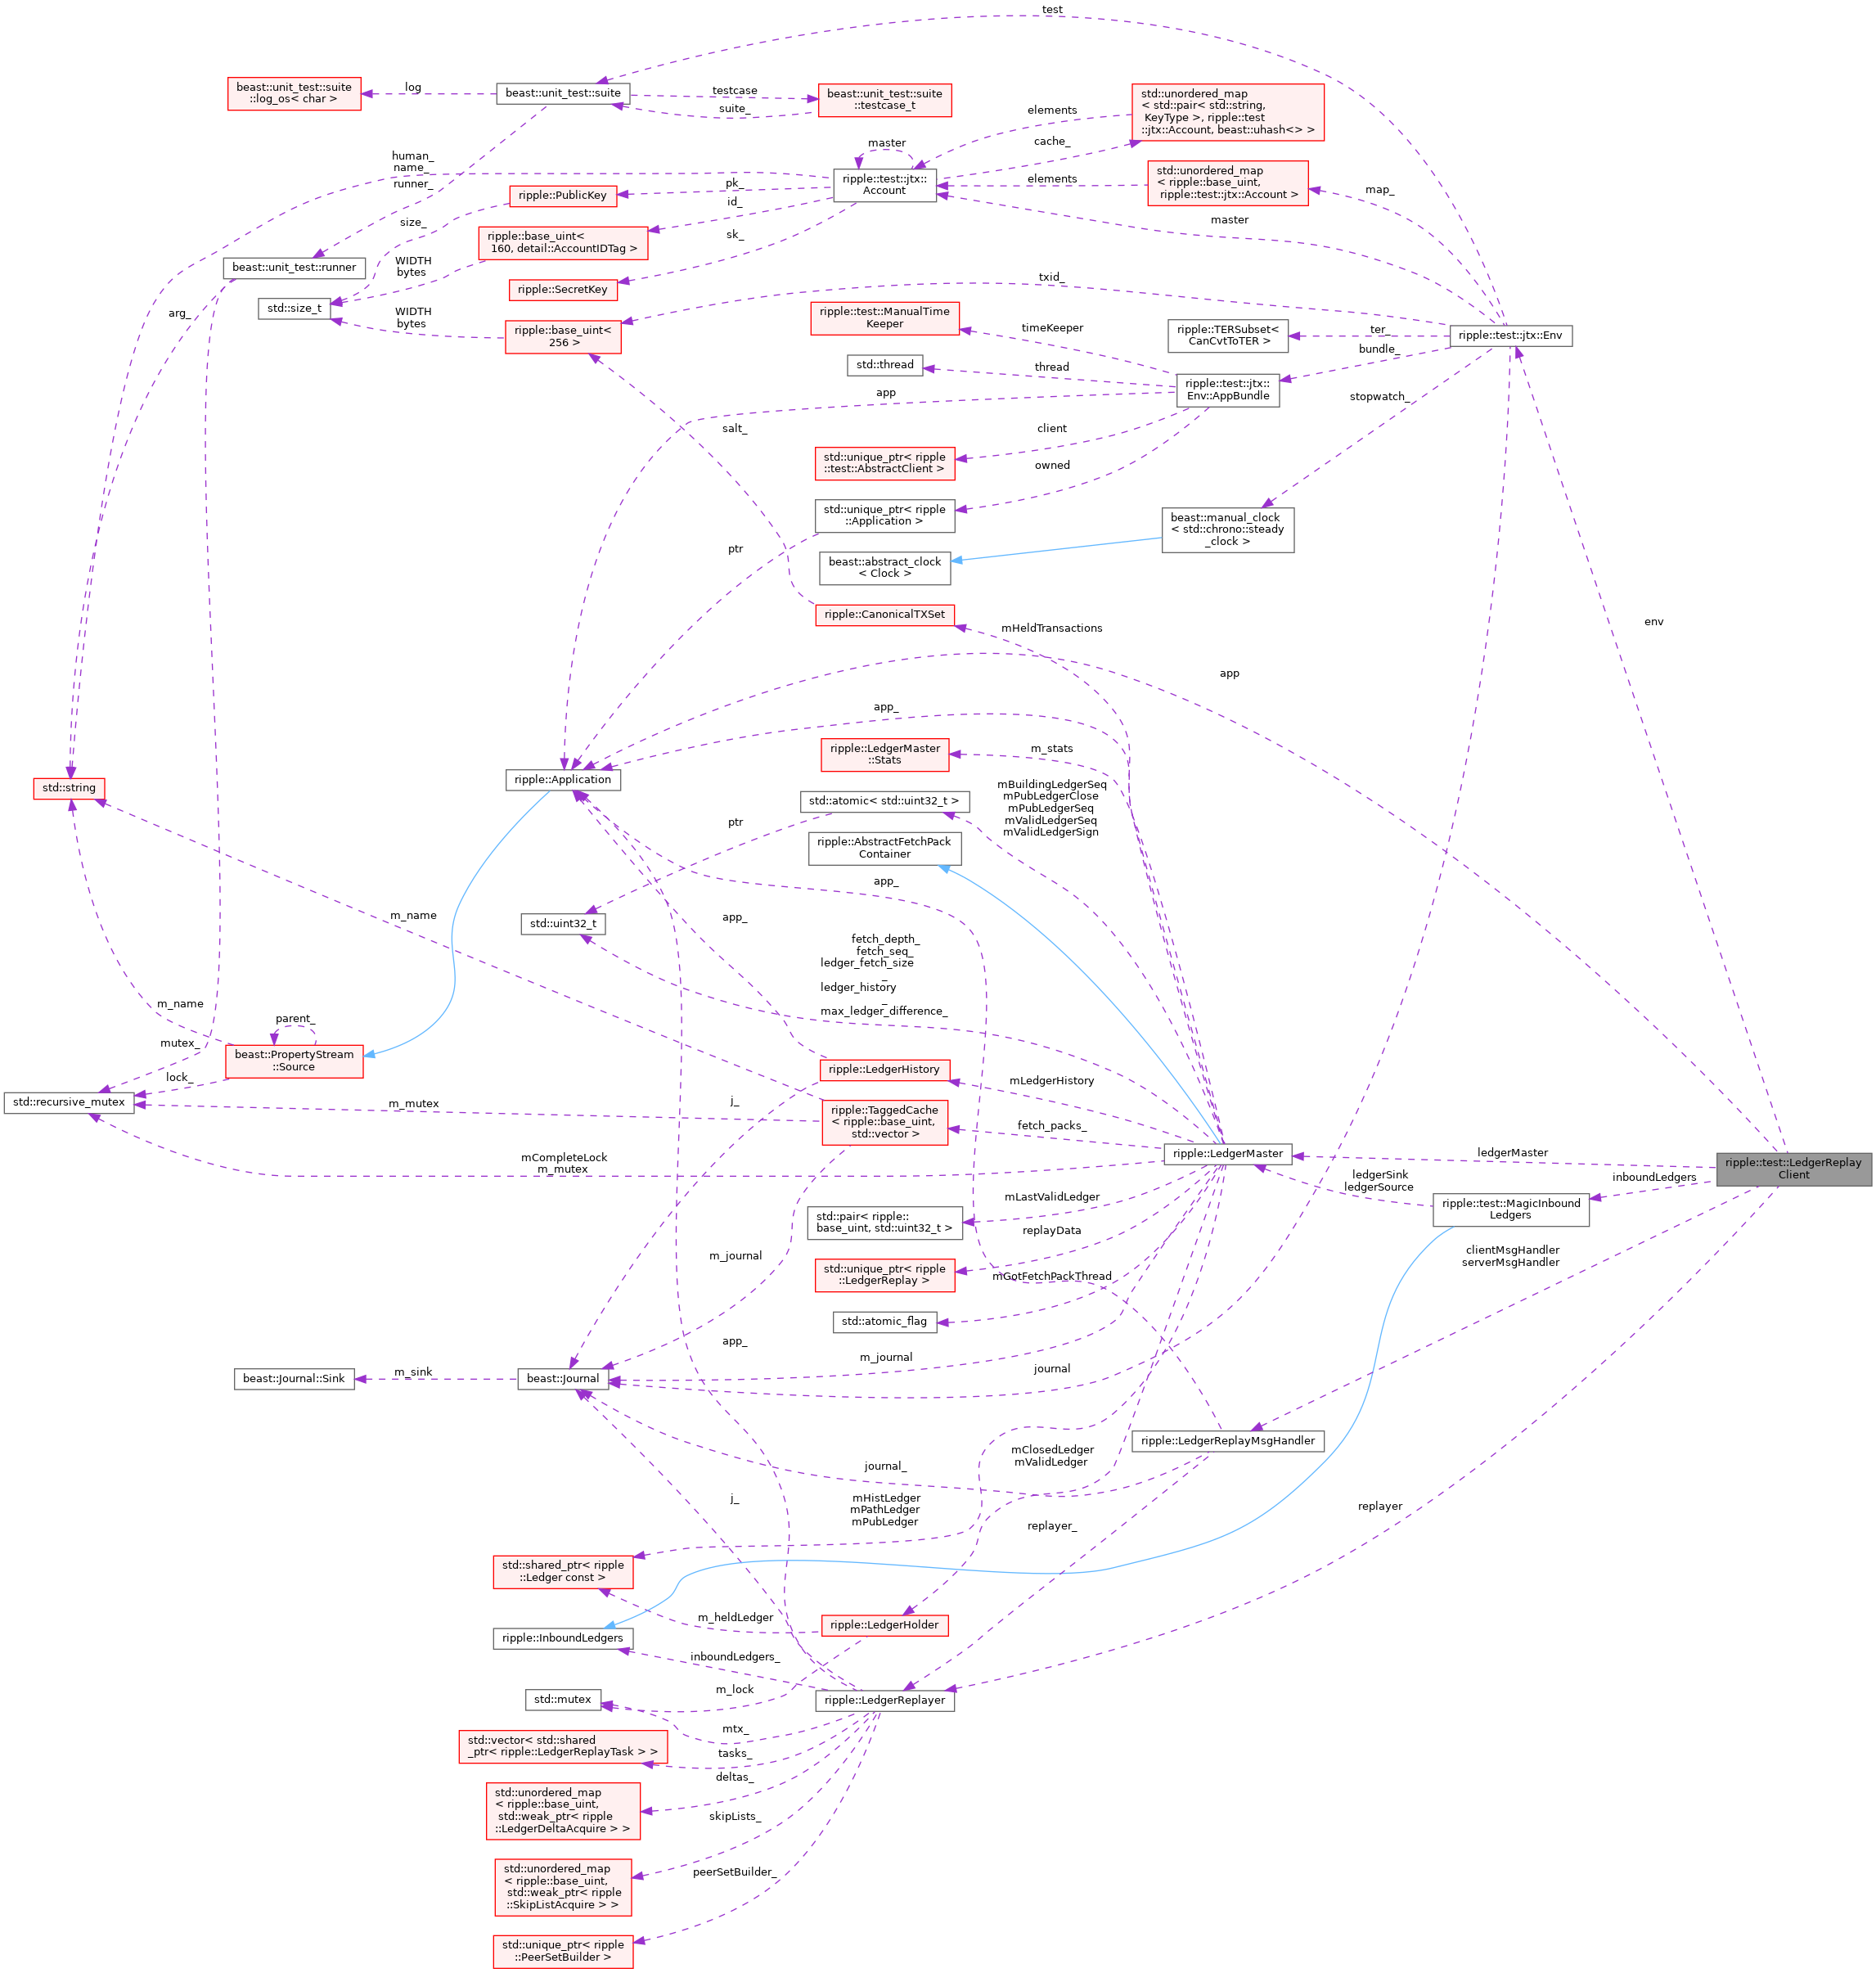 test
beast::unit_test::suite
::log_os< char >
log
beast::unit_test::suite
testcase
suite_
beast::unit_test::suite
::testcase_t
std::unordered_map
< std::pair< std::string,
KeyType >, ripple::test
::jtx::Account, beast::uhash<> >
elements
cache_
master
human_
name_
runner_
ripple::test::jtx::
Account
pk_
ripple::PublicKey
id_
elements
std::unordered_map
< ripple::base_uint,
ripple::test::jtx::Account >
map_
master
size_
sk_
ripple::base_uint<
160, detail::AccountIDTag >
beast::unit_test::runner
WIDTH
bytes
ripple::SecretKey
txid_
std::size_t
arg_
WIDTH
bytes
ripple::base_uint<
256 >
ripple::test::ManualTime
Keeper
timeKeeper
ripple::TERSubset<
CanCvtToTER >
ter_
ripple::test::jtx::Env
bundle_
std::thread
thread
ripple::test::jtx::
Env::AppBundle
app
stopwatch_
salt_
client
std::unique_ptr< ripple
::test::AbstractClient >
owned
std::unique_ptr< ripple
::Application >
beast::manual_clock
< std::chrono::steady
_clock >
ptr
beast::abstract_clock
< Clock >
ripple::CanonicalTXSet
mHeldTransactions
env
app
app_
ripple::LedgerMaster
::Stats
m_stats
ripple::Application
std::string
std::atomic< std::uint32_t >
mBuildingLedgerSeq
mPubLedgerClose
mPubLedgerSeq
mValidLedgerSeq
mValidLedgerSign
ptr
ripple::AbstractFetchPack
Container
app_
m_name
app_
std::uint32_t
fetch_depth_
fetch_seq_
ledger_fetch_size
_
ledger_history
_
max_ledger_difference_
m_name
parent_
mutex_
beast::PropertyStream
::Source
lock_
ripple::LedgerHistory
mLedgerHistory
std::recursive_mutex
m_mutex
j_
ripple::TaggedCache
< ripple::base_uint,
std::vector >
fetch_packs_
mCompleteLock
m_mutex
ripple::LedgerMaster
ledgerMaster
ripple::test::LedgerReplay
Client
inboundLedgers
ledgerSink
ledgerSource
ripple::test::MagicInbound
Ledgers
mLastValidLedger
std::pair< ripple::
base_uint, std::uint32_t >
replayData
m_journal
std::unique_ptr< ripple
::LedgerReplay >
mGotFetchPackThread
clientMsgHandler
serverMsgHandler
std::atomic_flag
app_
m_journal
journal
beast::Journal::Sink
m_sink
beast::Journal
ripple::LedgerReplayMsgHandler
mClosedLedger
mValidLedger
journal_
j_
mHistLedger
mPathLedger
mPubLedger
replayer_
replayer
std::shared_ptr< ripple
::Ledger const >
m_heldLedger
ripple::LedgerHolder
ripple::InboundLedgers
inboundLedgers_
m_lock
std::mutex
ripple::LedgerReplayer
mtx_
std::vector< std::shared
_ptr< ripple::LedgerReplayTask > >
tasks_
deltas_
std::unordered_map
< ripple::base_uint,
std::weak_ptr< ripple
::LedgerDeltaAcquire > >
skipLists_
std::unordered_map
< ripple::base_uint,
std::weak_ptr< ripple
::SkipListAcquire > >
peerSetBuilder_
std::unique_ptr< ripple
::PeerSetBuilder >